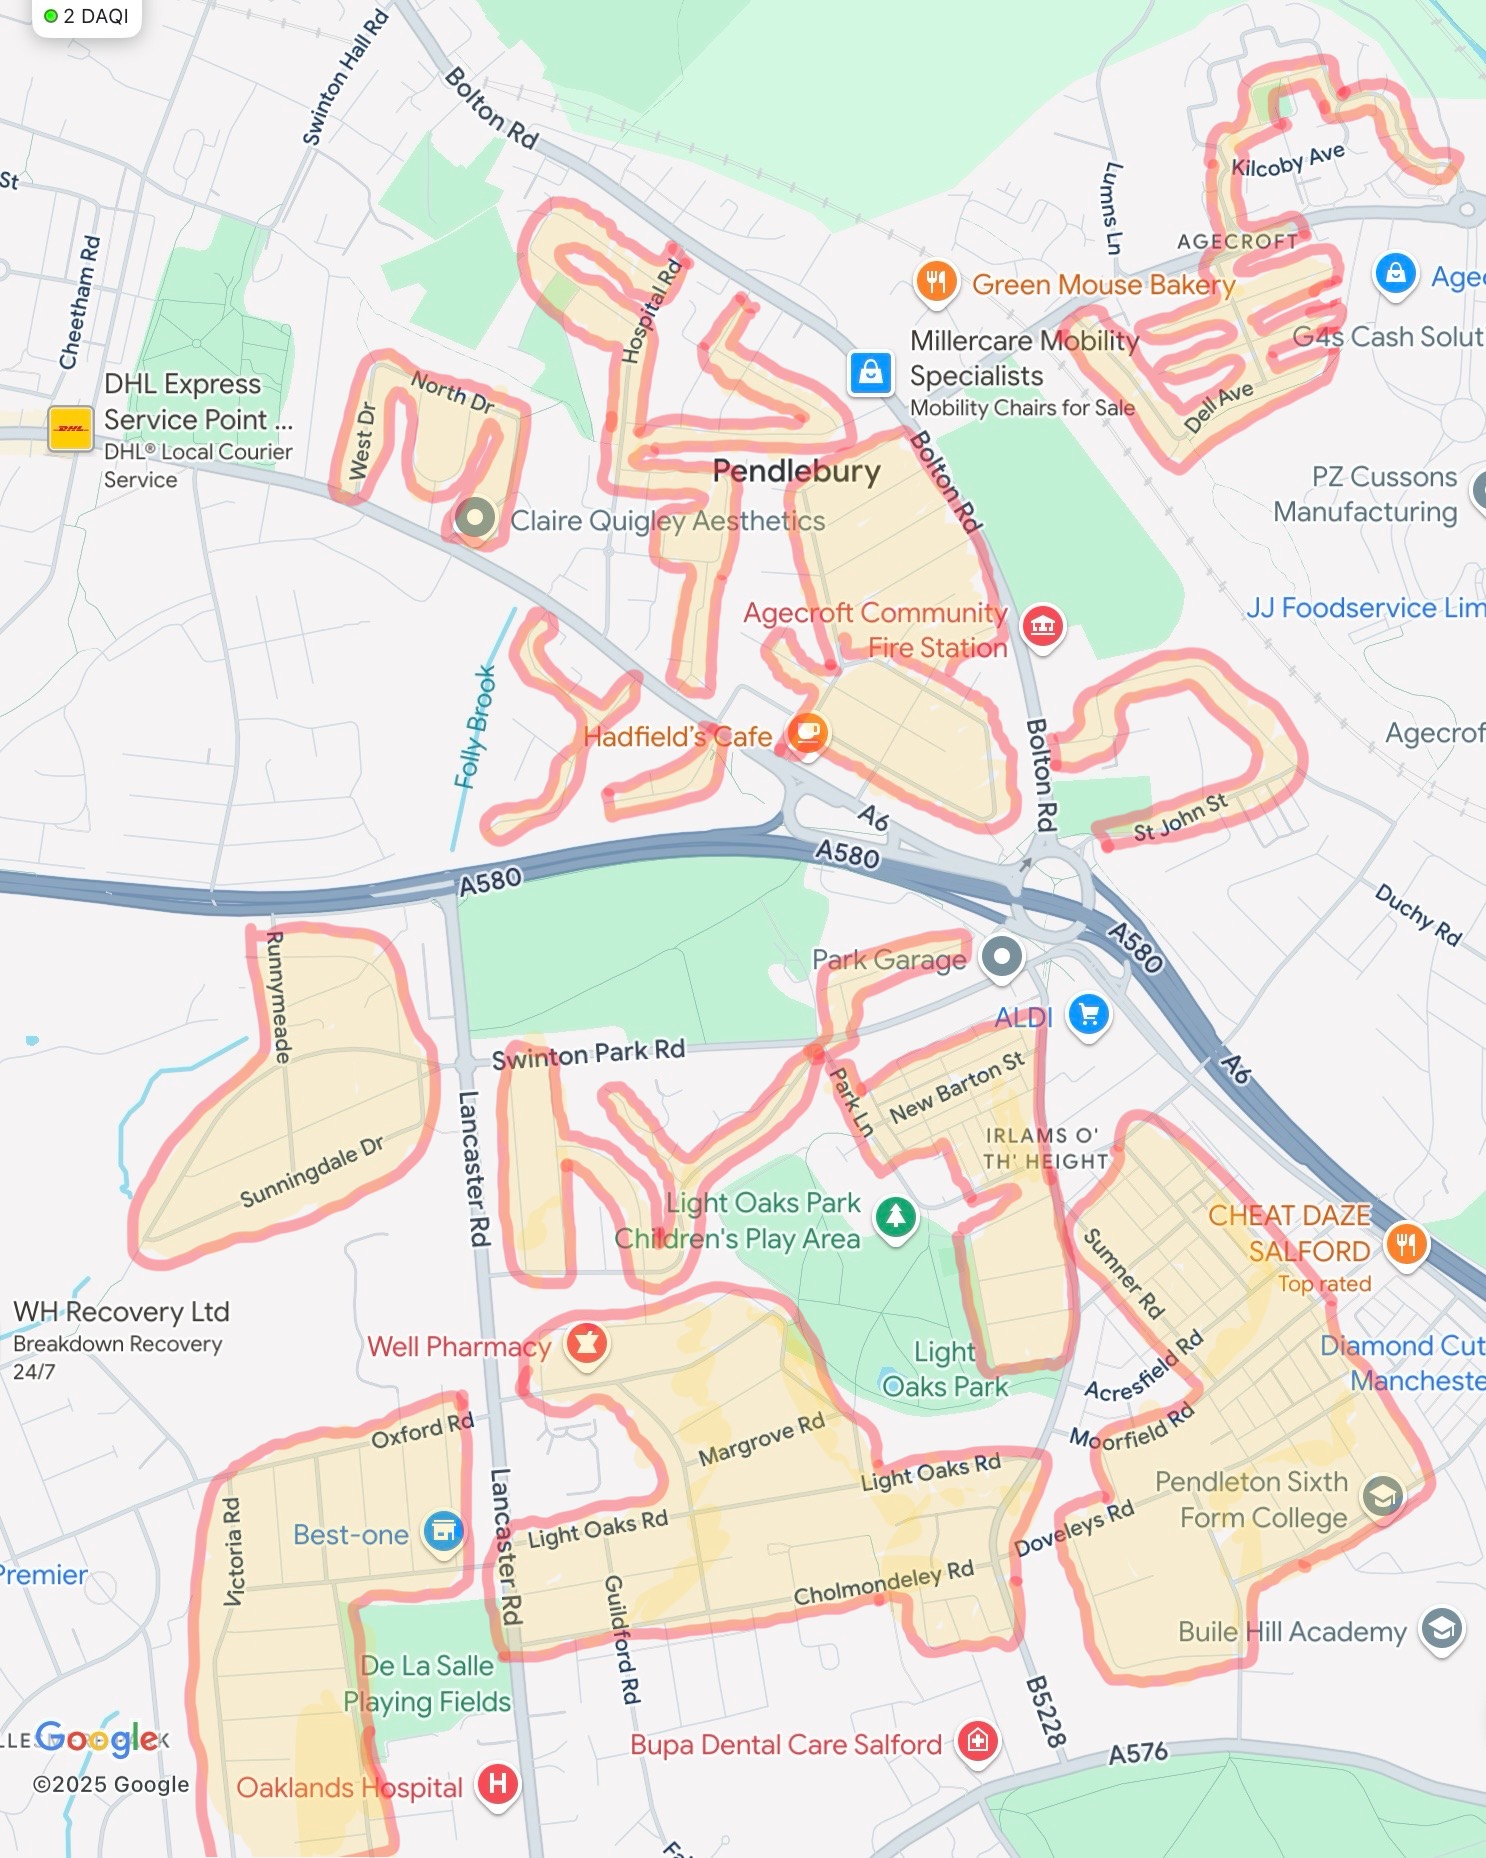 2 DAQI
Swinton Hall Rd
Bolton Rd
St
Cheetham Rd
Lumns Ln
Kilcoby Ave
AGECROFT
Green Mouse Bakery
Hospital Rd
Millercare Mobility
Specialists
Mobility Chairs for Sale
G4s Cash Solut
Dell Ave
DHL
DHL Express
Service Point ...
DHL® Local Courier
Service
North Dr
West Dr
Pendlebury
Bolton Rd
PZ Cussons
Manufacturing
Claire Quigley Aesthetics
Agecroft Community
Fire Station
JJ Foodservice Lim
Folly Brook
Hadfield's Cafe
Bolton Rd
Agecrof
A6
St John St
A580
A580
Duchy Rd
A580
Runnymeade
Park Garage
ALDI
Swinton Park Rd
A6
Park Ln
New Barton St
Lancaster Rd
IRLAMS O'
TH' HEIGHT
Sunningdale Dr
Light Oaks Park
Children's Play Area
CHEAT DAZE
SALFORD
Top rated
Sumner Rd
WH Recovery Ltd
Breakdown Recovery
24/7
Well Pharmacy
Light
Oaks Park
Diamond Cut
Mancheste
Acresfield Rd
Oxford Rd
Margrove Rd
Moorfield Rd
Light Oaks Rd
Pendleton Sixth
Form College
Victoria Rd
Best-one
Lancaster Rd
Light Oaks Rd
Doveleys Rd
Premier
Cholmondeley Rd
Guildford Rd
Buile Hill Academy
De La Salle
Playing Fields
B5228
Google
Bupa Dental Care Salford
A576
©2025 Google
Oaklands Hospital
H